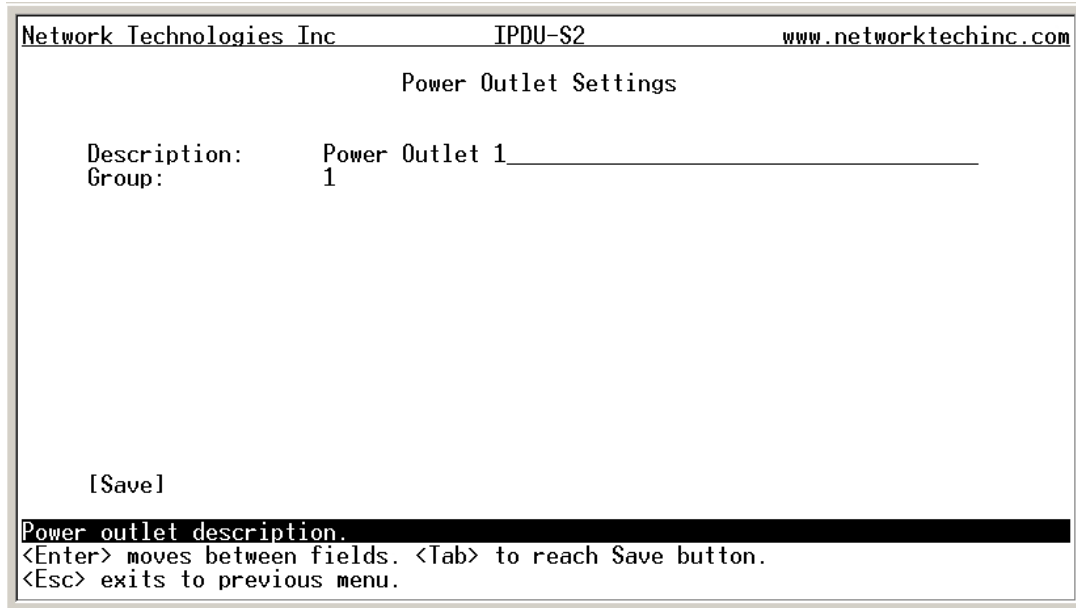 Network Technologies Inc IPDU-S2 www.networktechinc.com
Power Outlet Settings
Description: Power Outlet 1
Group: 1
[Save]
Power outlet description.
<Enter> moves between fields. <Tab> to reach Save button.
<Esc> exits to previous menu.